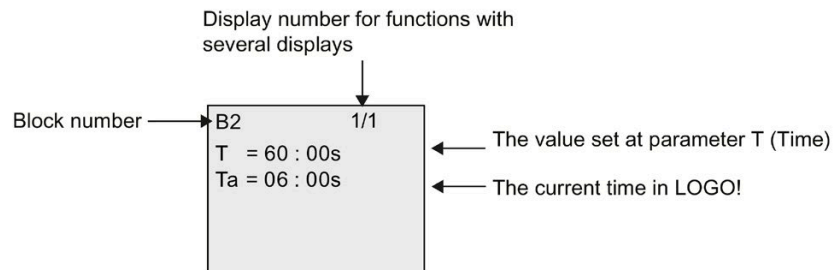 Display number for functions with
several displays
Block number
B2 1/1
T = 60 : 00s
The value set at parameter T (Time)
Ta = 06 : 00s
The current time in LOGO!